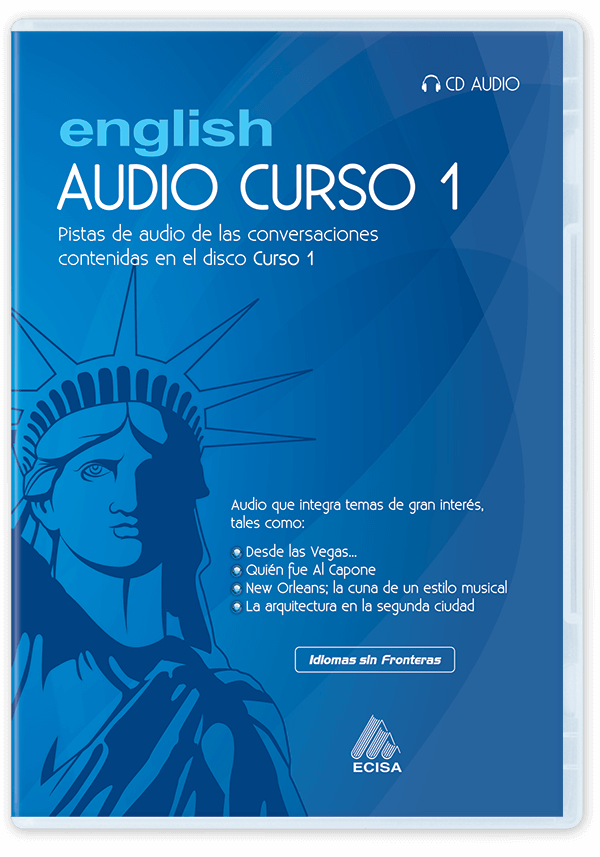 CD AUDIO
english
AUDIO CURSO 1
Pistas de audio de las conversaciones
contenidas en el disco Curso 1
Audio que integra temas de gran interés,
tales como:
Desde las Vegas...
Quién fue Al Capone
New Orleans; la cuna de un estilo musical
La arquitectura en la segunda ciudad
Idiomas sin Fronteras
ECISA